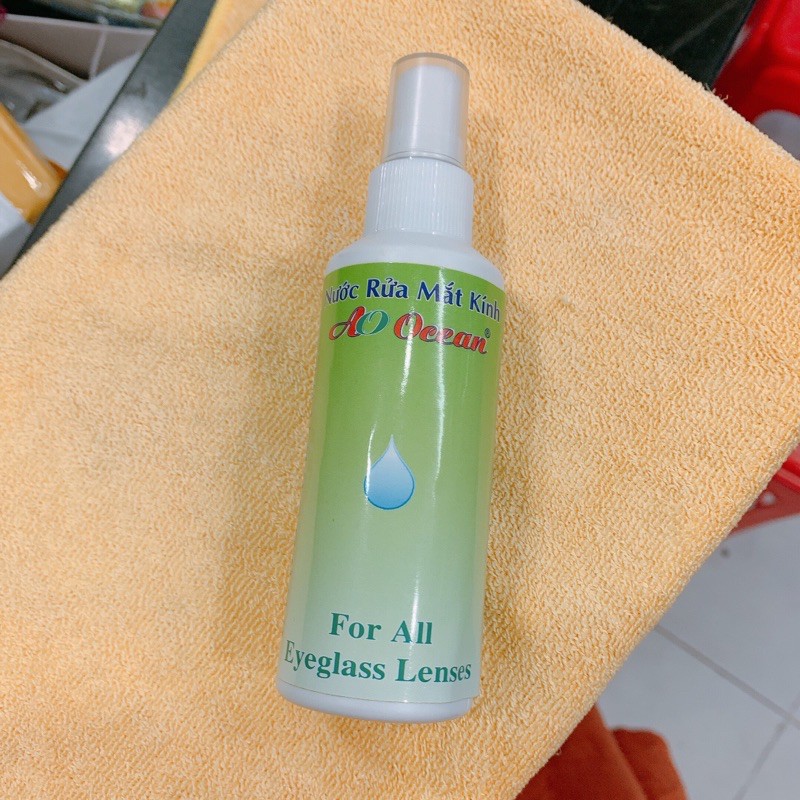 Nước Rửa Mắt Kính
AO Ocean®
For All
Eyeglass Lenses